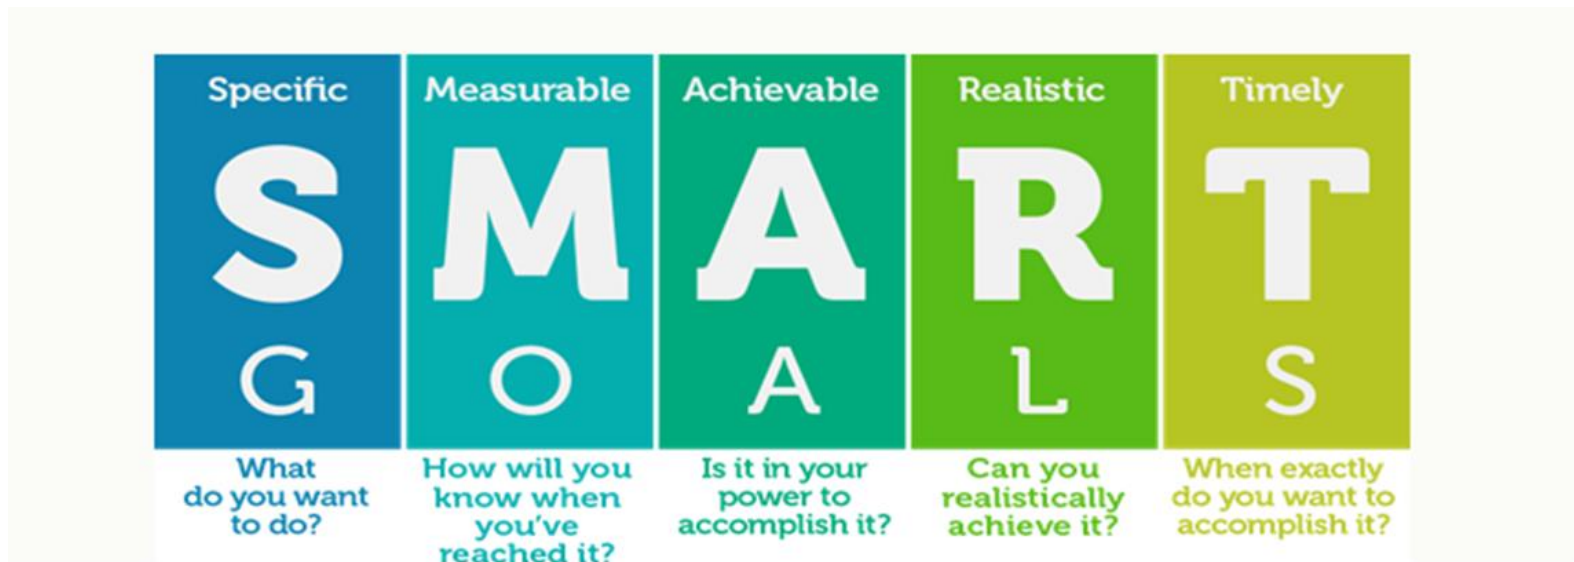 Specific
S
G
What
do you want
to do?
Measurable
M
O
How will you
know when
you've
reached it?
Achievable
A
A
Is it in your
power to
accomplish it?
Realistic
R
L
Can you
realistically
achieve it?
Timely
T
S
When exactly
do you want to
accomplish it?